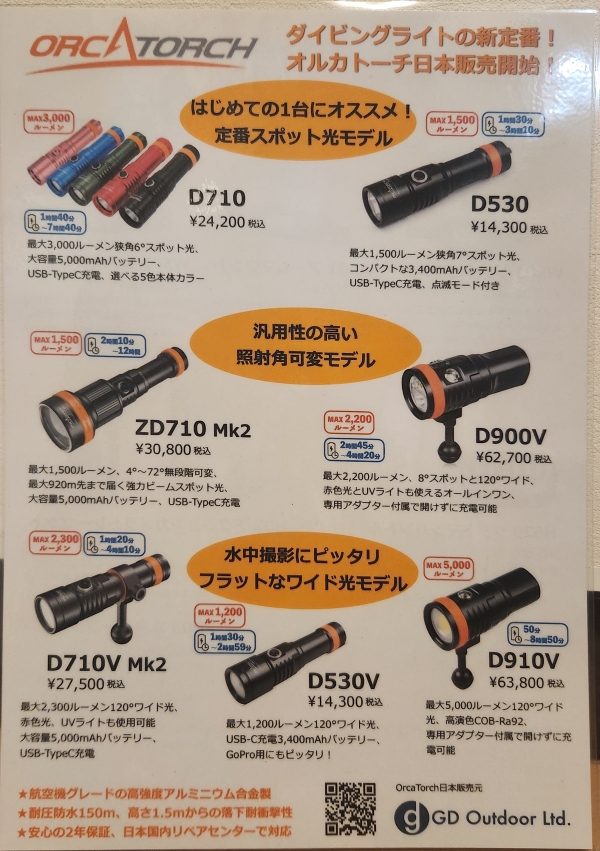 ORCATORCH
ダイビングライトの新定番！
オルカトーチ日本販売開始！
はじめての1台にオススメ！
定番スポット光モデル
MAX3,000
ルーメン
D710
¥24,200 税込
1時間40分
~7時間40分
最大3,000ルーメン狭角6°スポット光、
大容量5,000mAhバッテリー、
USB-TypeC充電、選べる5色本体カラー
MAX1,500
ルーメン
1時間30分
~3時間10分
D530
¥14,300 税込
最大1,500ルーメン狭角7°スポット光、
コンパクトな3,400mAhバッテリー、
USB-TypeC充電、点滅モード付き
汎用性の高い
照射角可変モデル
MAX1,500
ルーメン
2時間10分
~12時間
ZD710 Mk2
¥30,800 税込
最大1,500ルーメン、4°～72°無段階可変、
最大920m先まで届く強力ビームスポット光、
大容量5,000mAhバッテリー、USB-TypeC充電
MAX2,200
ルーメン
2時間45分
~4時間20分
D900V
¥62,700 税込
最大2,200ルーメン、8°スポットと120°ワイド、
赤色光とUVライトも使えるオールインワン、
専用アダプター付属で開けずに充電可能
水中撮影にピッタリ
フラットなワイド光モデル
MAX2,300
ルーメン
1時間20分
~4時間10分
D710V Mk2
¥27,500 税込
最大2,300ルーメン120°ワイド光、
赤色光、UVライトも使用可能
大容量5,000mAhバッテリー、
USB-TypeC充電
MAX1,200
ルーメン
1時間30分
~2時間59分
D530V
¥14,300 税込
最大1,200ルーメン120°ワイド光、
USB-C充電3,400mAhバッテリー、
GoPro用にもピッタリ！
MAX5,000
ルーメン
50分
~8時間50分
D910V
¥63,800 税込
最大5,000ルーメン120°ワイド
光、高演色COB-Ra92、
専用アダプター付属で開けずに充
電可能
★航空機グレードの高強度アルミニウム合金製
★耐圧防水150m、高さ1.5mからの落下耐衝撃性
★安心の2年保証、日本国内リペアセンターで対応
OrcaTorch日本販売元
GD Outdoor Ltd.